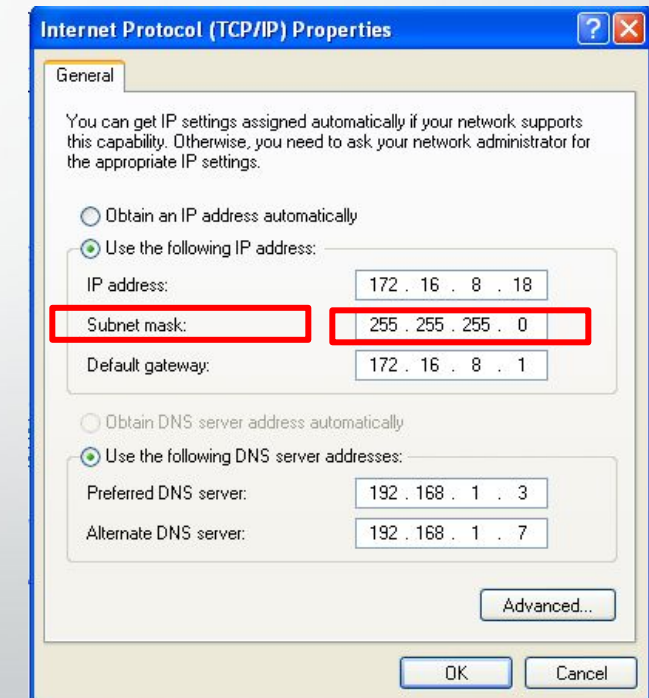 Internet Protocol (TCP/IP) Properties
General
You can get IP settings assigned automatically if your network supports
this capability. Otherwise, you need to ask your network administrator for
the appropriate IP settings.
Obtain an IP address automatically
Use the following IP address:
IP address: 172 . 16 . 8 . 18
Subnet mask: 255 . 255 . 255 . 0
Default gateway: 172 . 16 . 8 . 1
Obtain DNS server address automatically
Use the following DNS server addresses:
Preferred DNS server: 192 . 168 . 1 . 3
Alternate DNS server: 192 . 168 . 1 . 7
Advanced...
OK Cancel